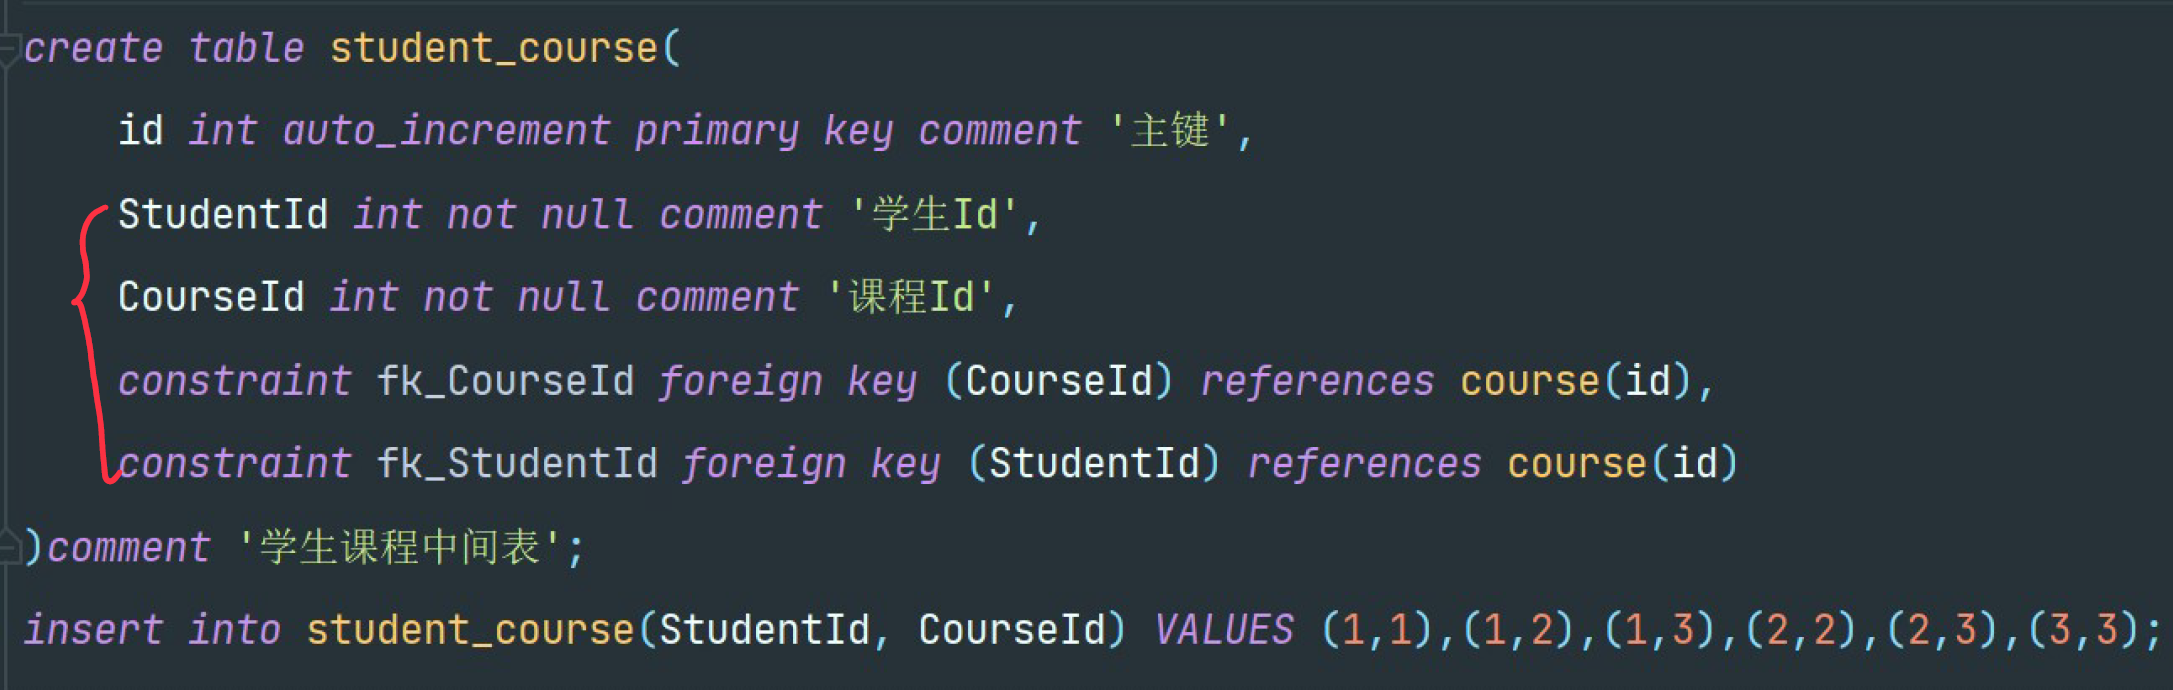 create table student_course(
id int auto_increment primary key comment '主键',
StudentId int not null comment '学生Id',
CourseId int not null comment '课程Id',
constraint fk_CourseId foreign key (CourseId) references course(id),
constraint fk_StudentId foreign key (StudentId) references course(id)
)comment '学生课程中间表';
insert into student_course(StudentId, CourseId) VALUES (1,1),(1,2),(1,3),(2,2),(2,3),(3,3);